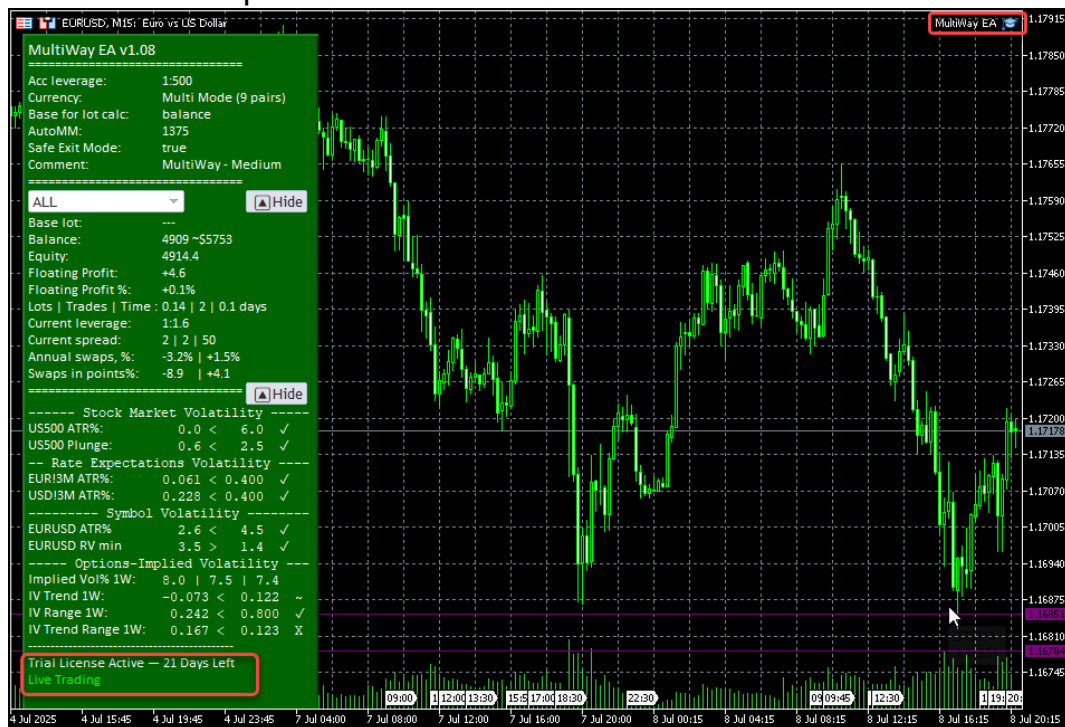 EURUSD, M15: Euro vs US Dollar
MultiWay EA
MultiWay EA v1.08
================================
Acc leverage: 1:500
Currency: Multi Mode (9 pairs)
Base for lot calc: balance
AutoMM: 1375
Safe Exit Mode: true
Comment: MultiWay - Medium
================================
ALL Hide
Base lot: ---
Balance: 4909 ~$5753
Equity: 4914.4
Floating Profit: +4.6
Floating Profit %: +0.1%
Lots | Trades | Time : 0.14 | 2 | 0.1 days
Current leverage: 1:1.6
Current spread: 2 | 2 | 50
Annual swaps, %: -3.2% | +1.5%
Swaps in points%: -8.9 | +4.1
================================ Hide
------ Stock Market Volatility -----
US500 ATR%: 0.0 < 6.0 ✓
US500 Plunge: 0.6 < 2.5 ✓
-- Rate Expectations Volatility ----
EUR!3M ATR%: 0.061 < 0.400 ✓
USD!3M ATR%: 0.228 < 0.400 ✓
--------- Symbol Volatility --------
EURUSD ATR% 2.6 < 4.5 ✓
EURUSD RV min 3.5 > 1.4 ✓
----- Options-Implied Volatility ---
Implied Vol% 1W: 8.0 | 7.5 | 7.4
IV Trend 1W: -0.073 < 0.122 ~
IV Range 1W: 0.242 < 0.800 ✓
IV Trend Range 1W: 0.167 < 0.123 X
------------------------------------------
Trial License Active — 21 Days Left
Live Trading
1.17915
1.17850
1.17785
1.17720
1.17655
1.17590
1.17525
1.17460
1.17395
1.17330
1.17265
1.17200
1.17178
1.17135
1.17070
1.17005
1.16940
1.16875
1.16851
1.16810
1.16784
1.16745
09:00 12:00 13:30 17:00 18:30 22:30 09:45 12:30
4 Jul 2025 4 Jul 15:45 4 Jul 19:45 4 Jul 23:45 7 Jul 04:00 7 Jul 08:00 7 Jul 12:00 7 Jul 16:00 7 Jul 20:00 8 Jul 00:15 8 Jul 04:15 8 Jul 08:15 8 Jul 12:15 8 Jul 16:15 8 Jul 20:15